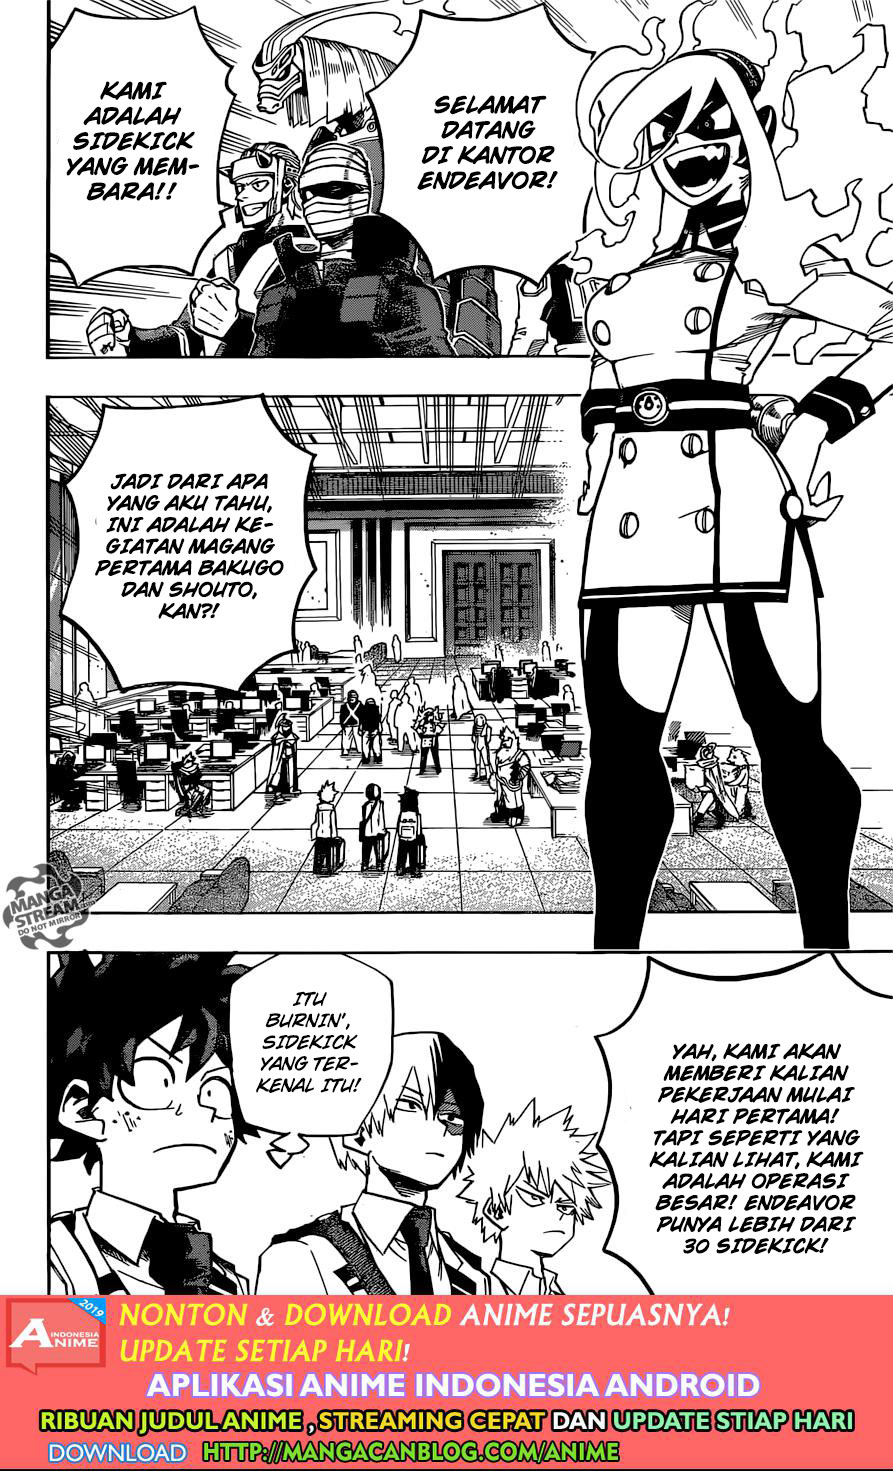 KAMI
ADALAH
SIDEKICK
YANG MEM-
BARA!!
SELAMAT
DATANG
DI KANTOR
ENDEAVOR!
JADI DARI APA
YANG AKU TAHU,
INI ADALAH KE-
GIATAN MAGANG
PERTAMA BAKUGO
DAN SHOUTO,
KAN?!
MANGA
STREAM.com
DO NOT MIRROR
ITU
BURNIN',
SIDEKICK
YANG TER-
KENAL ITU!
YAH, KAMI AKAN
MEMBERI KALIAN
PEKERJAAN MULAI
HARI PERTAMA!
TAPI SEPERTI YANG
KALIAN LIHAT, KAMI
ADALAH OPERASI
BESAR! ENDEAVOR
PUNYA LEBIH DARI
30 SIDEKICK!
2019
INDONESIA
ANIME
NONTON & DOWNLOAD ANIME SEPUASNYA!
UPDATE SETIAP HARI!
APLIKASI ANIME INDONESIA ANDROID
RIBUAN JUDUL ANIME , STREAMING CEPAT DAN UPDATE STIAP HARI
DOWNLOAD HTTP://MANGACANBLOG.COM/ANIME